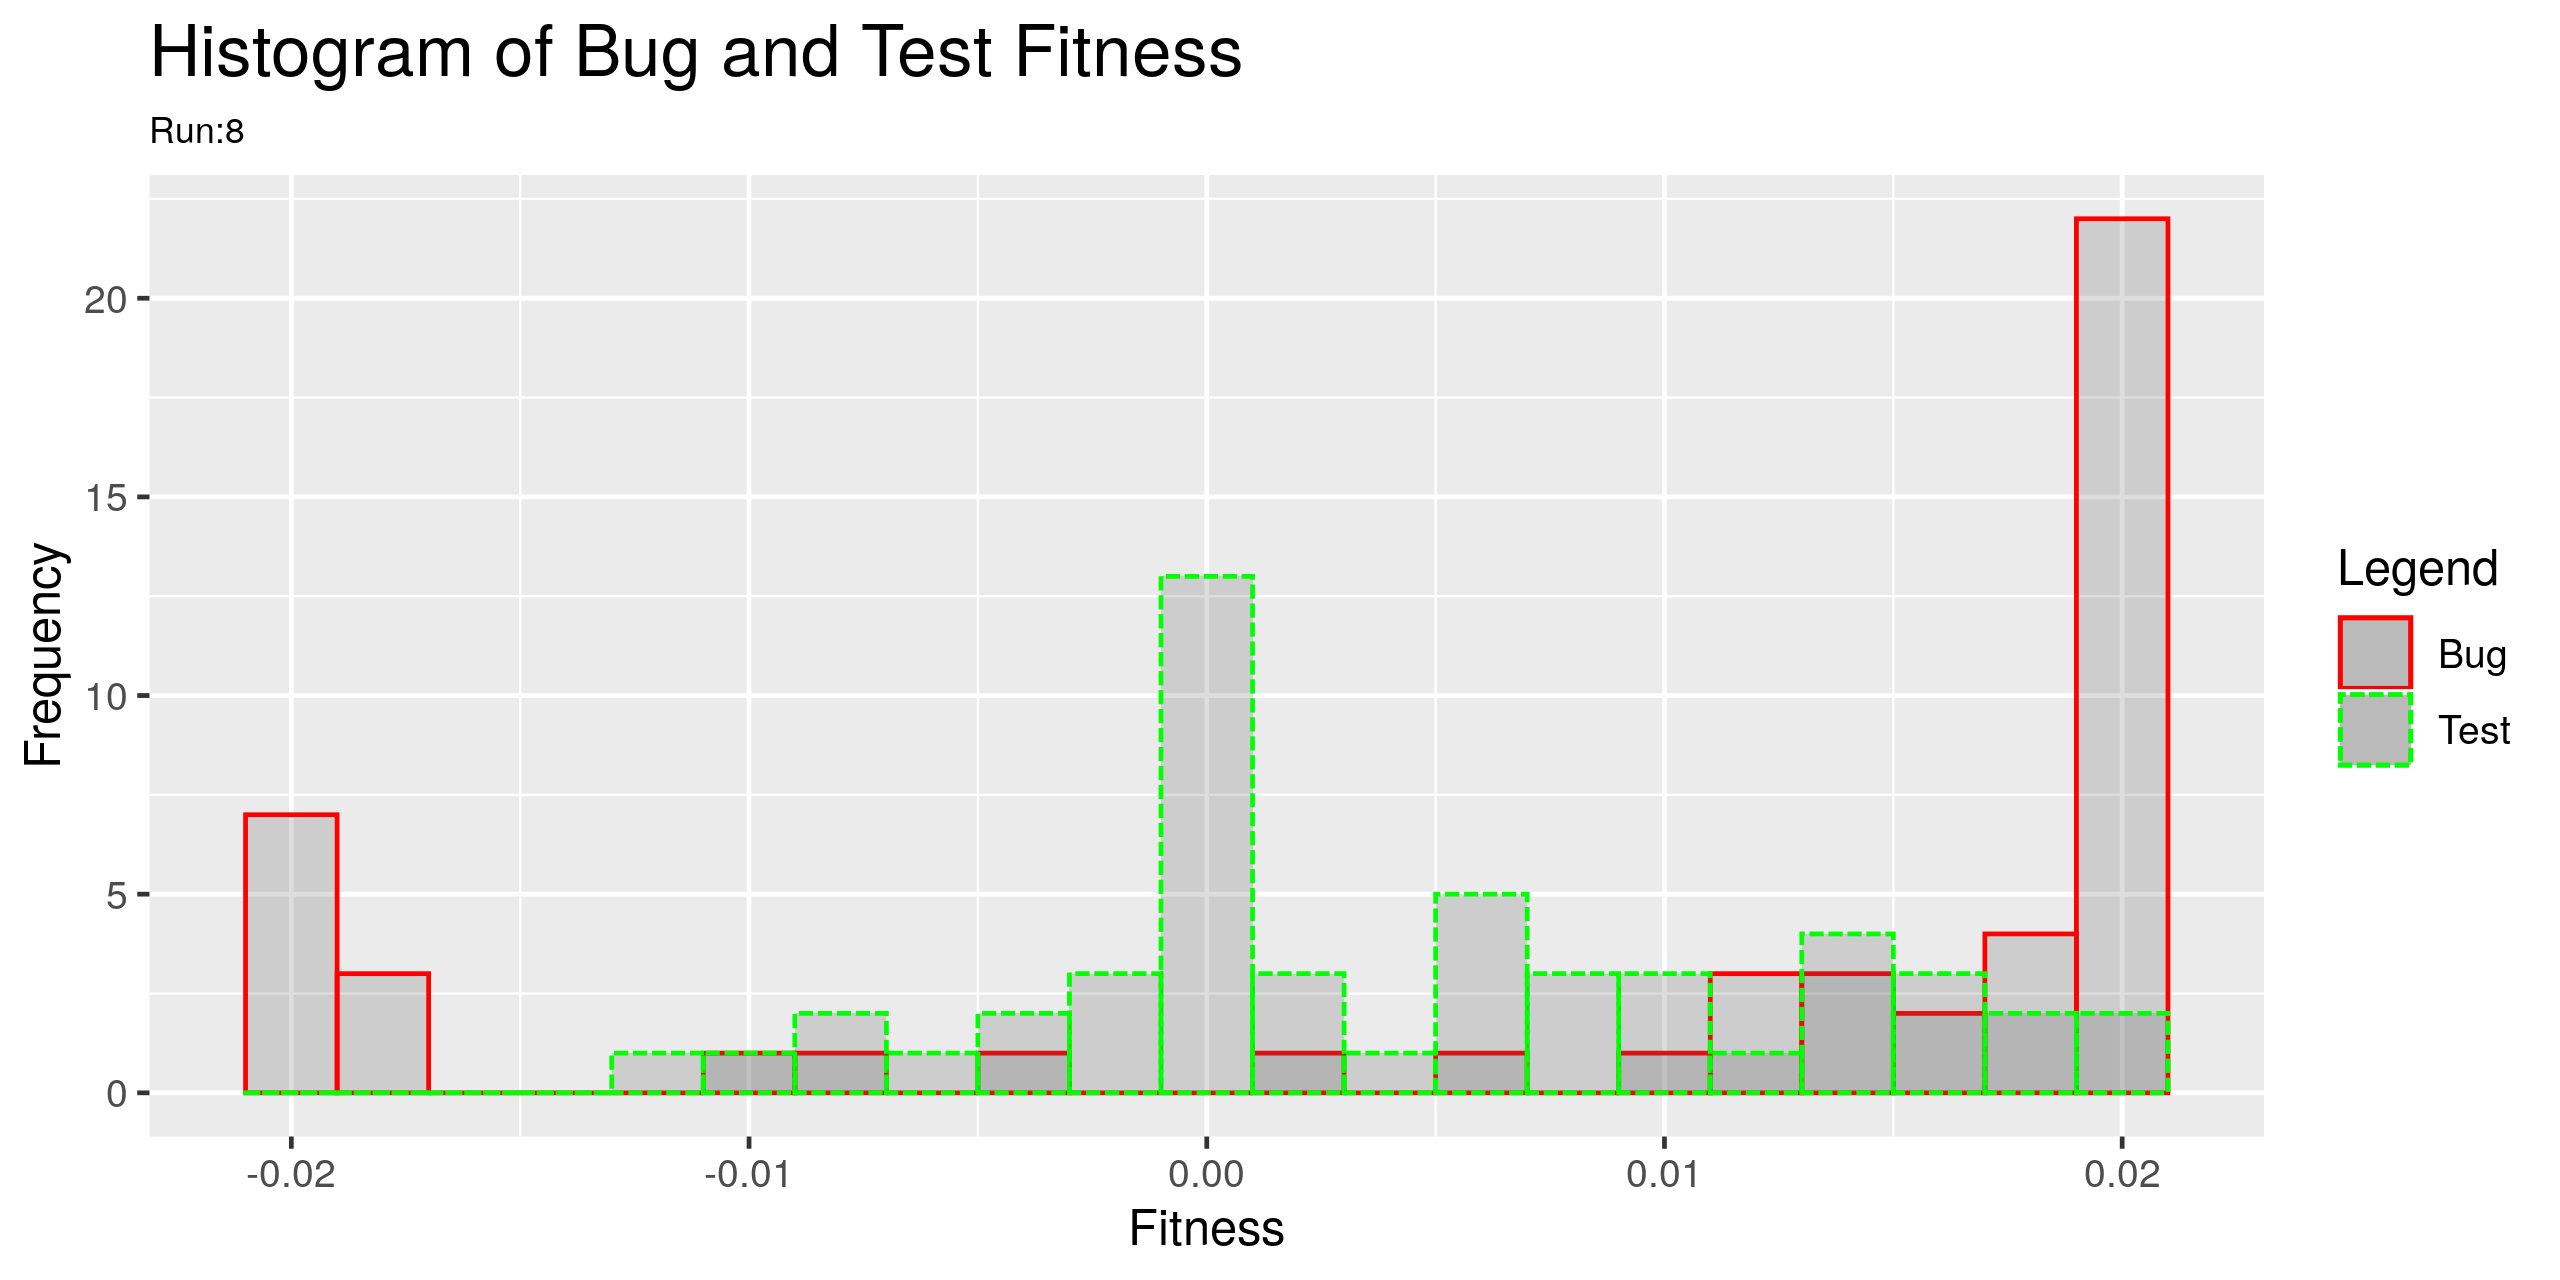 Histogram of Bug and Test Fitness
Run:8
Frequency
20
15
10
5
0
-0.02
-0.01
0.00
0.01
0.02
Fitness
Legend
Bug
Test